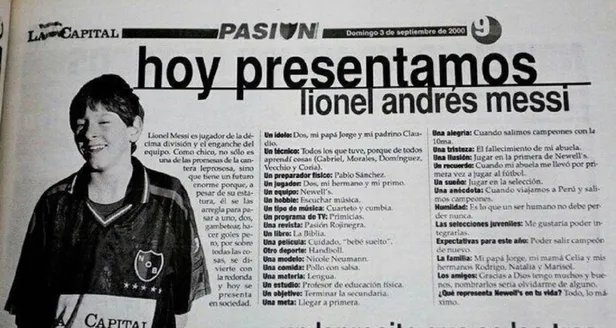 LA CAPITAL
PASION
Domingo 3 de septiembre de 2000
9
hoy presentamos
lionel andrés messi
Lionel Messi es jugador de la dé-
cima división y el enganche del
equipo. Como chico, no sólo es
una de las promesas de la can-
tera leprosa, sino
que tiene un futuro
enorme porque, a
pesar de su esta-
tura, él se las
arregla para pa-
sar a uno, dos,
gambetear, ha-
cer goles pe-
ro, por sobre
todas las co-
sas, se di-
vierte con
la redonda
y hoy se
presenta
en sociedad.
Un ídolo: Dos, mi papá Jorge y mi padrino Clau-
dio.
Un técnico: Todos los que tuve, porque de todos
aprendí cosas (Gabriel, Morales, Domínguez,
Vecchio y Coria).
Un preparador físico: Pablo Sánchez.
Un jugador: Dos, mi hermano y mi primo.
Un equipo: Newell's.
Un hobbie: Escuchar música.
Un tipo de música: Cuarteto y cumbia.
Un programa de TV: Primicias.
Una revista: Pasión Rojinegra.
Un libro: La Biblia.
Una película: Cuidado, "bebé suelto".
Otro deporte: Handboll.
Una modelo: Nicole Neumann.
Una comida: Pollo con salsa.
Una materia: Lengua.
Un estudio: Profesor de educación física.
Un objetivo: Terminar la secundaria.
Una meta: Llegar a primera.
Una alegría: Cuando salimos campeones con la
10ma.
Una tristeza: El fallecimiento de mi abuela.
Una ilusión: Jugar en la primera de Newell's.
Un recuerdo: Cuando mi abuela me llevó por pri-
mera vez a jugar al fútbol.
Un sueño: Jugar en la selección.
Una anécdota: Cuando viajamos a Perú y sali-
mos campeones.
Humildad: Es lo que un ser humano no debe per-
der nunca.
Las selecciones juveniles: Me gustaría poder in-
tegrarlas.
Expectativas para este año: Poder salir campeón
de nuevo.
La familia: Mi papá Jorge, mi mamá Celia y mis
hermanos Rodrigo, Natalia y Marisol.
Los amigos: Gracias a Dios tengo muchos y bue-
nos, nombrarlos sería olvidarme de alguno.
¿Qué representa Newell's en tu vida? Todo, lo má-
ximo.
NOB
LA CAPITAL